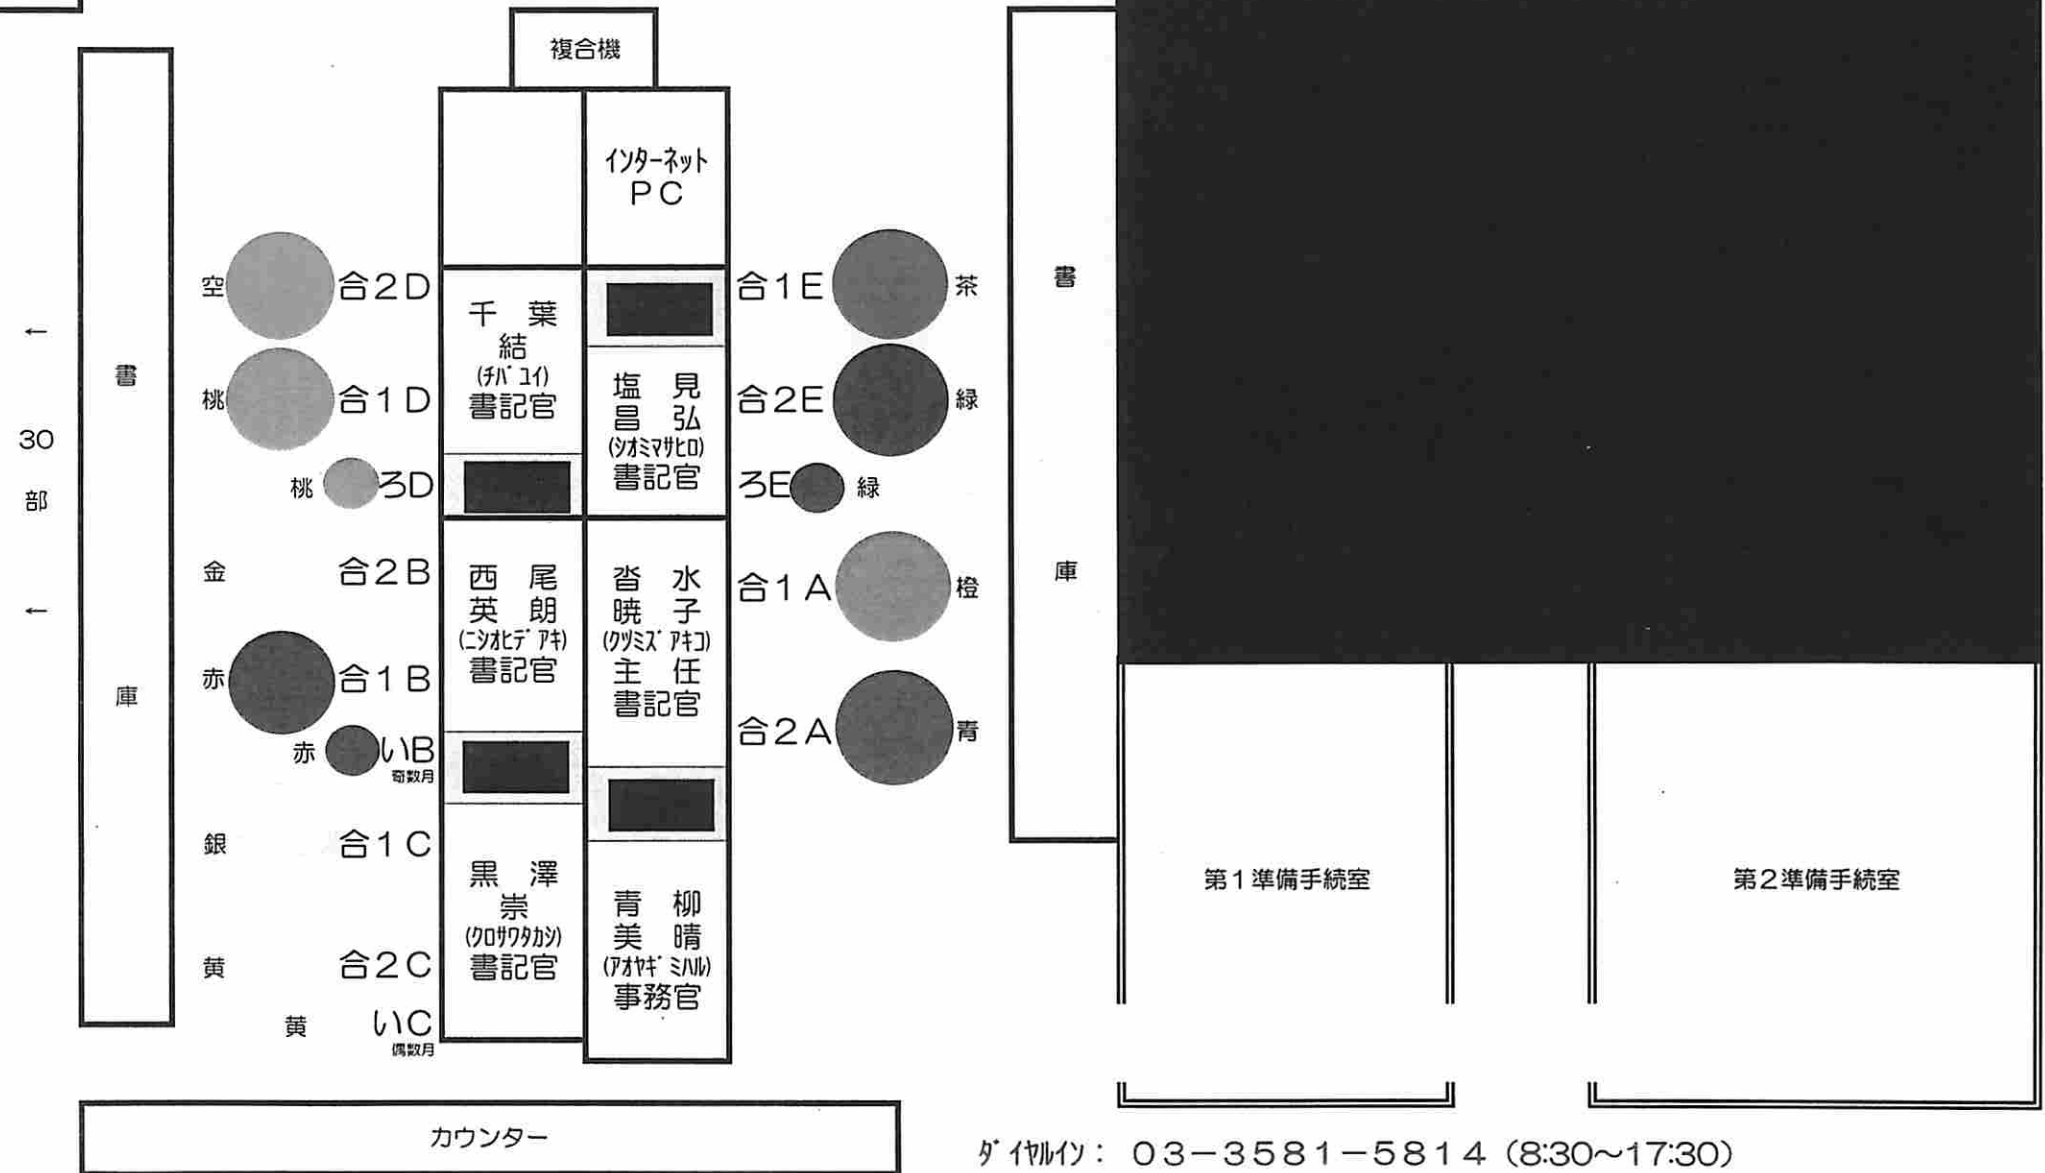 複合機
インターネット
ＰＣ
空
合２Ｄ
千　葉
結
(ﾁﾊﾞ ﾕｲ)
書記官
合１Ｅ
茶
桃
合１Ｄ
塩　見
昌　弘
(ｼｵﾐﾏｻﾋﾛ)
書記官
合２Ｅ
緑
桃
ろD
ろE
緑
金
合２Ｂ
西　尾
英　朗
(ﾆｼｵﾋﾃﾞ ｱｷ)
書記官
沓　水
暁　子
(ｸﾂﾐｽﾞ ｱｷｺ)
主　任
書記官
合１Ａ
橙
赤
合１Ｂ
赤
いB
奇数月
合２Ａ
青
銀
合１Ｃ
黒　澤
崇
(ｸﾛｻﾜﾀｶｼ)
書記官
黄
合２Ｃ
黄
いC
偶数月
青　柳
美　晴
(ｱｵﾔｷﾞ ﾐﾊﾙ)
事務官
←
30
部
←
書
庫
書
庫
第１準備手続室
第２準備手続室
カウンター
ﾀﾞｲﾔﾙｲﾝ： ０３－３５８１－５８１４（8:30～17:30）